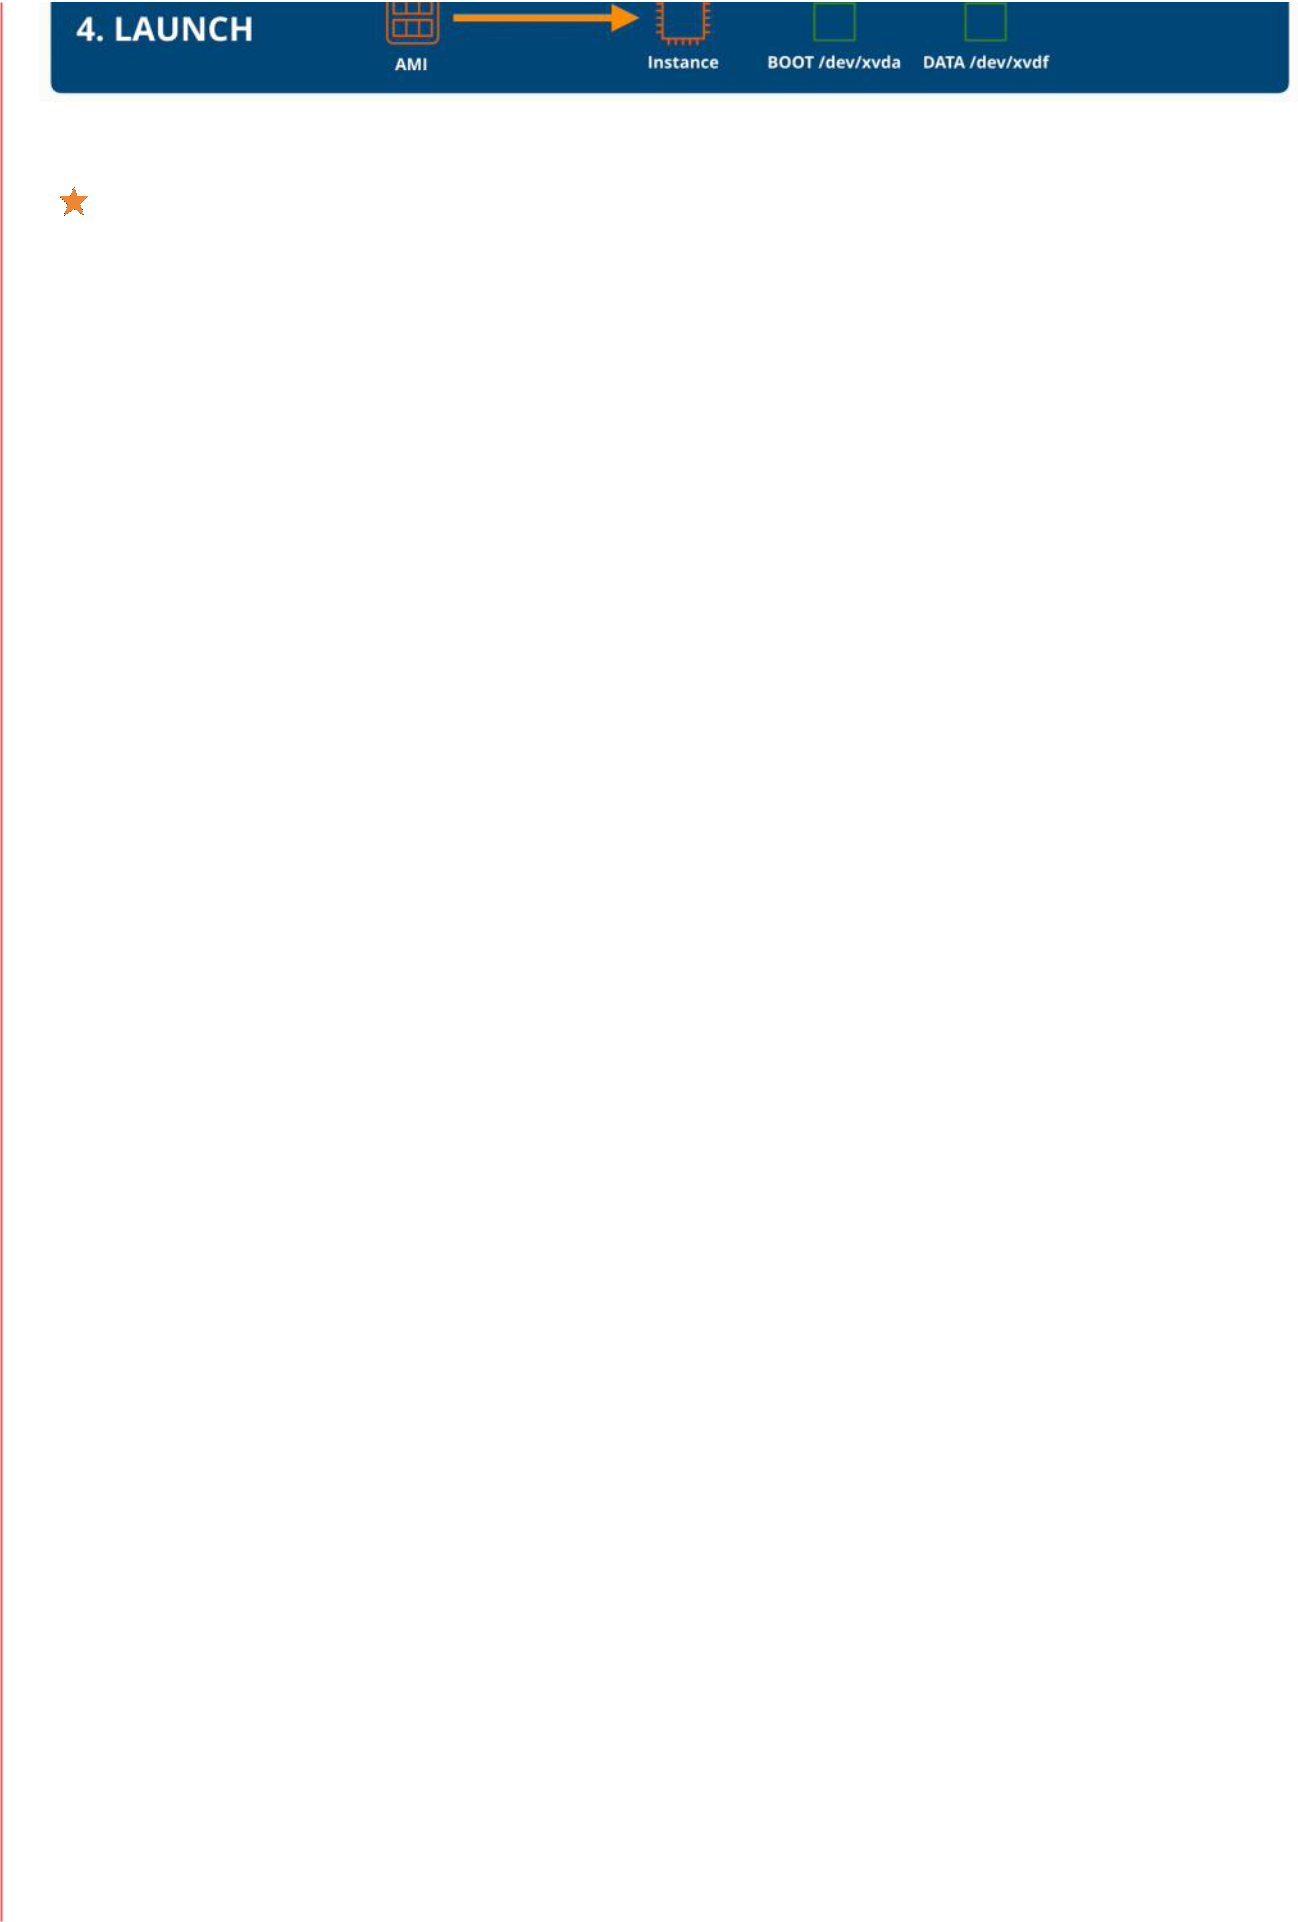 4. LAUNCH
AMI
Instance
BOOT /dev/xvda
DATA /dev/xvdf